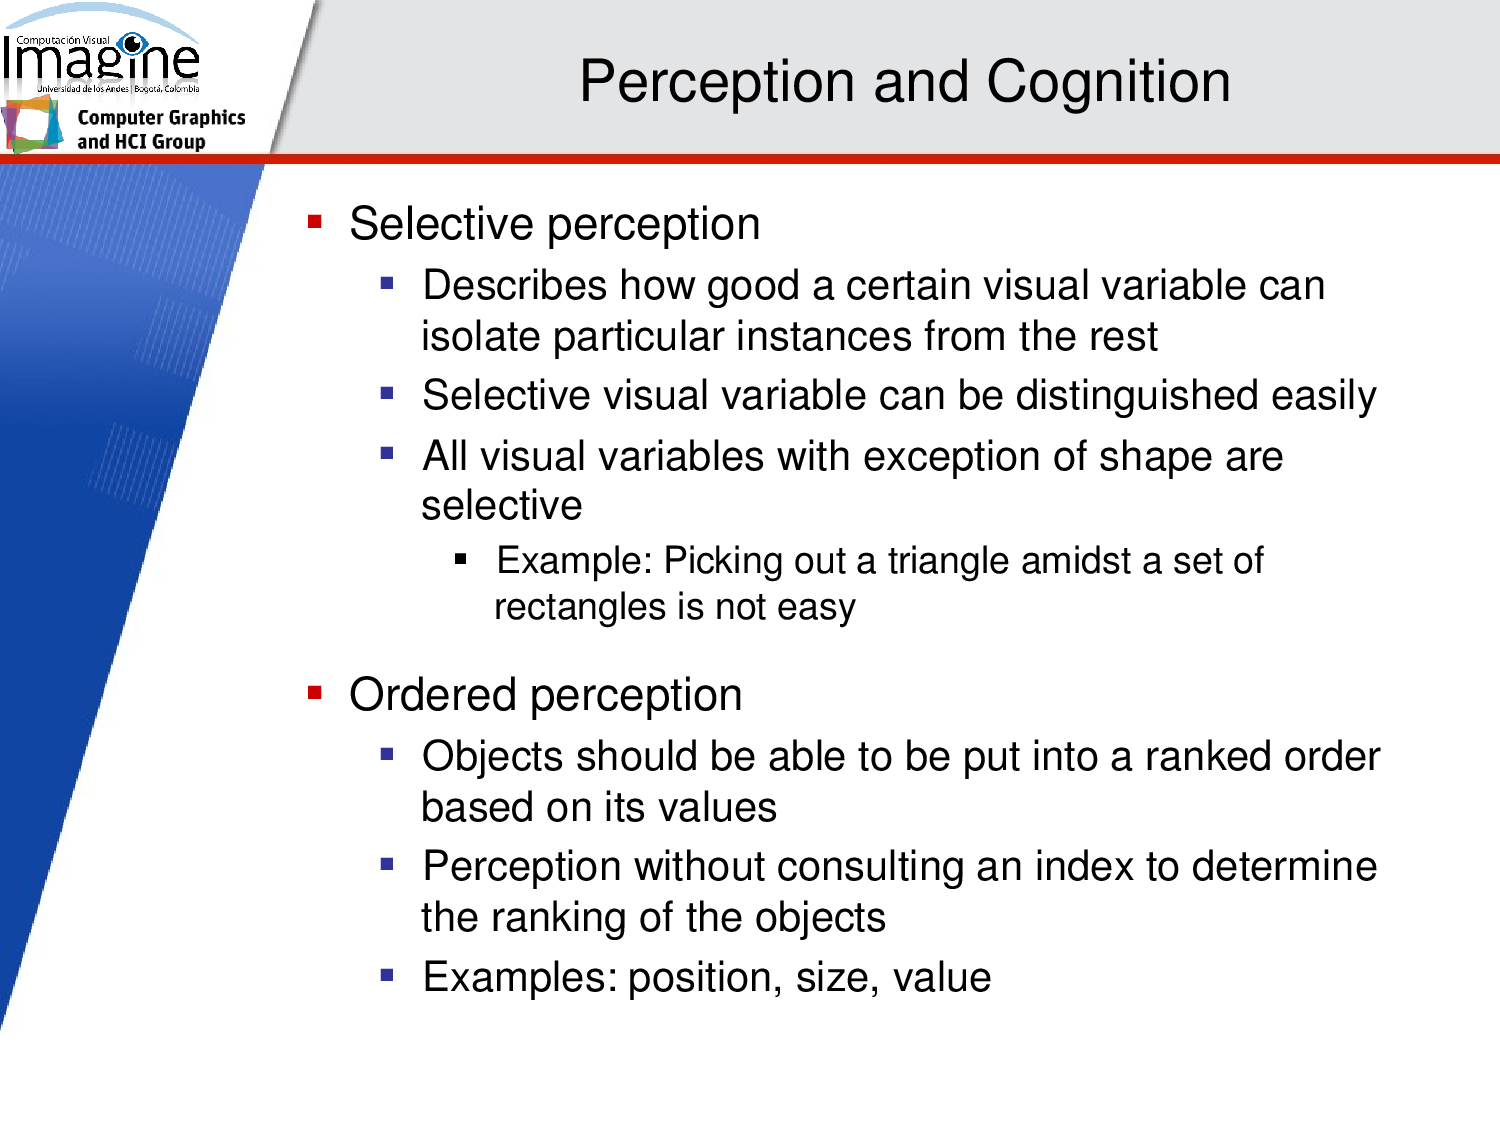 Computación Visual
Imagine
Universidad de los Andes | Bogotá, Colombia
Computer Graphics
and HCI Group
Perception and Cognition
Selective perception
Describes how good a certain visual variable can
isolate particular instances from the rest
Selective visual variable can be distinguished easily
All visual variables with exception of shape are
selective
Example: Picking out a triangle amidst a set of
rectangles is not easy
Ordered perception
Objects should be able to be put into a ranked order
based on its values
Perception without consulting an index to determine
the ranking of the objects
Examples: position, size, value